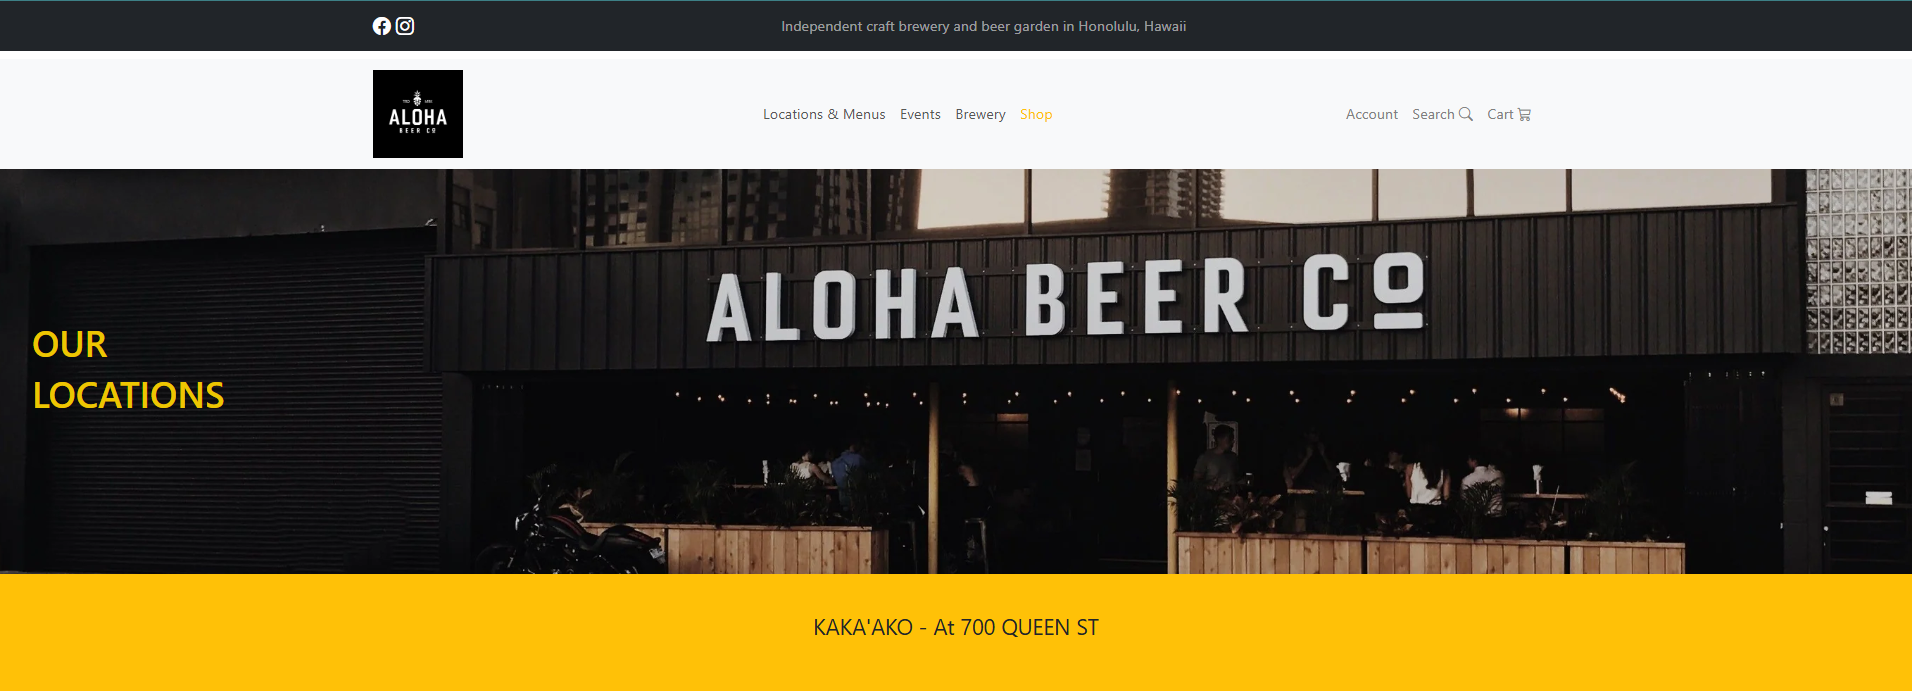 Independent craft brewery and beer garden in Honolulu, Hawaii
ALOHA
BEER CO
Locations & Menus Events Brewery Shop
Account Search Cart
ALOHA BEER CO
OUR
LOCATIONS
KAKA'AKO - At 700 QUEEN ST